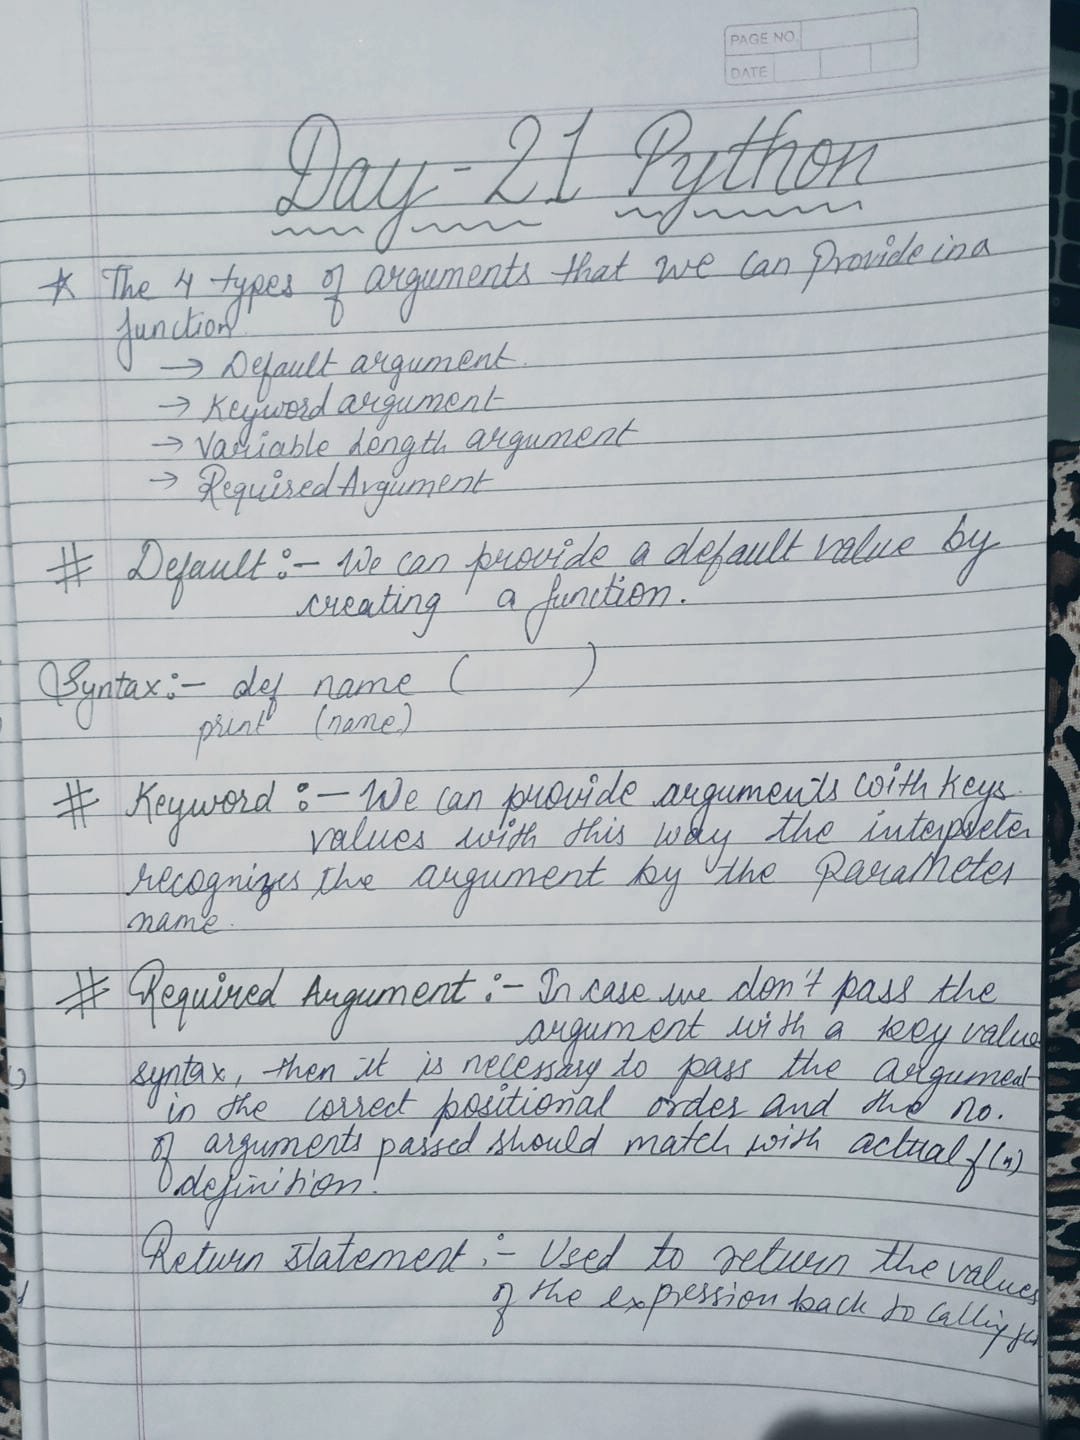 PAGE NO.
DATE
Day-21 Python
* The 4 types of arguments that we can Provide in a
function
→ Default argument.
→ Keyword argument
→ Variable Length argument
→ Required Argument
# Default :- We can provide a default value by
creating a function.
Syntax :- def name ( )
print (name)
# Keyword :- We can provide arguments with keys
values with this way the interpreter
recognizes the argument by the Parameter
name.
# Required Argument :- In case we don't pass the
argument with a key value
syntax, then it is necessary to pass the argument
in the correct positional order and the no.
of arguments passed should match with actual f(n)
definition.
Return statement :- Used to return the values
of the expression back to calling